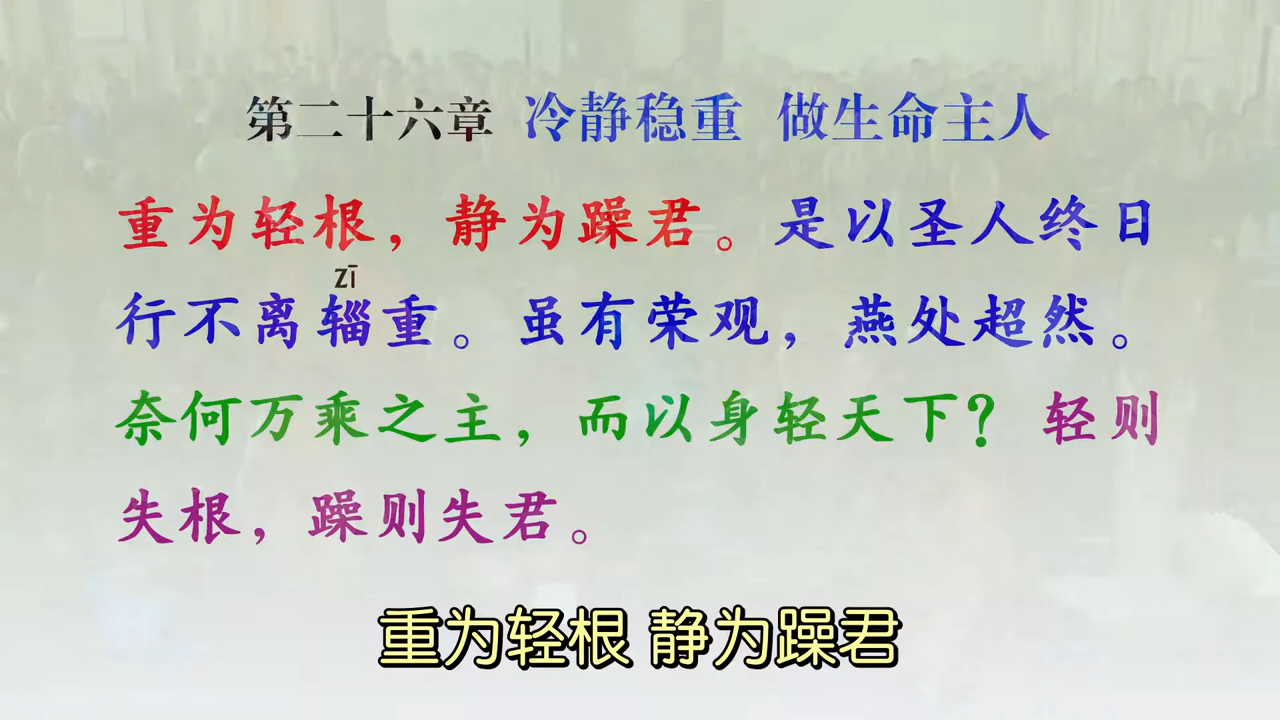 第二十六章 冷静稳重 做生命主人
重为轻根，静为躁君。是以圣人终日
zī
行不离辎重。虽有荣观，燕处超然。
奈何万乘之主，而以身轻天下？轻则
失根，躁则失君。
重为轻根 静为躁君